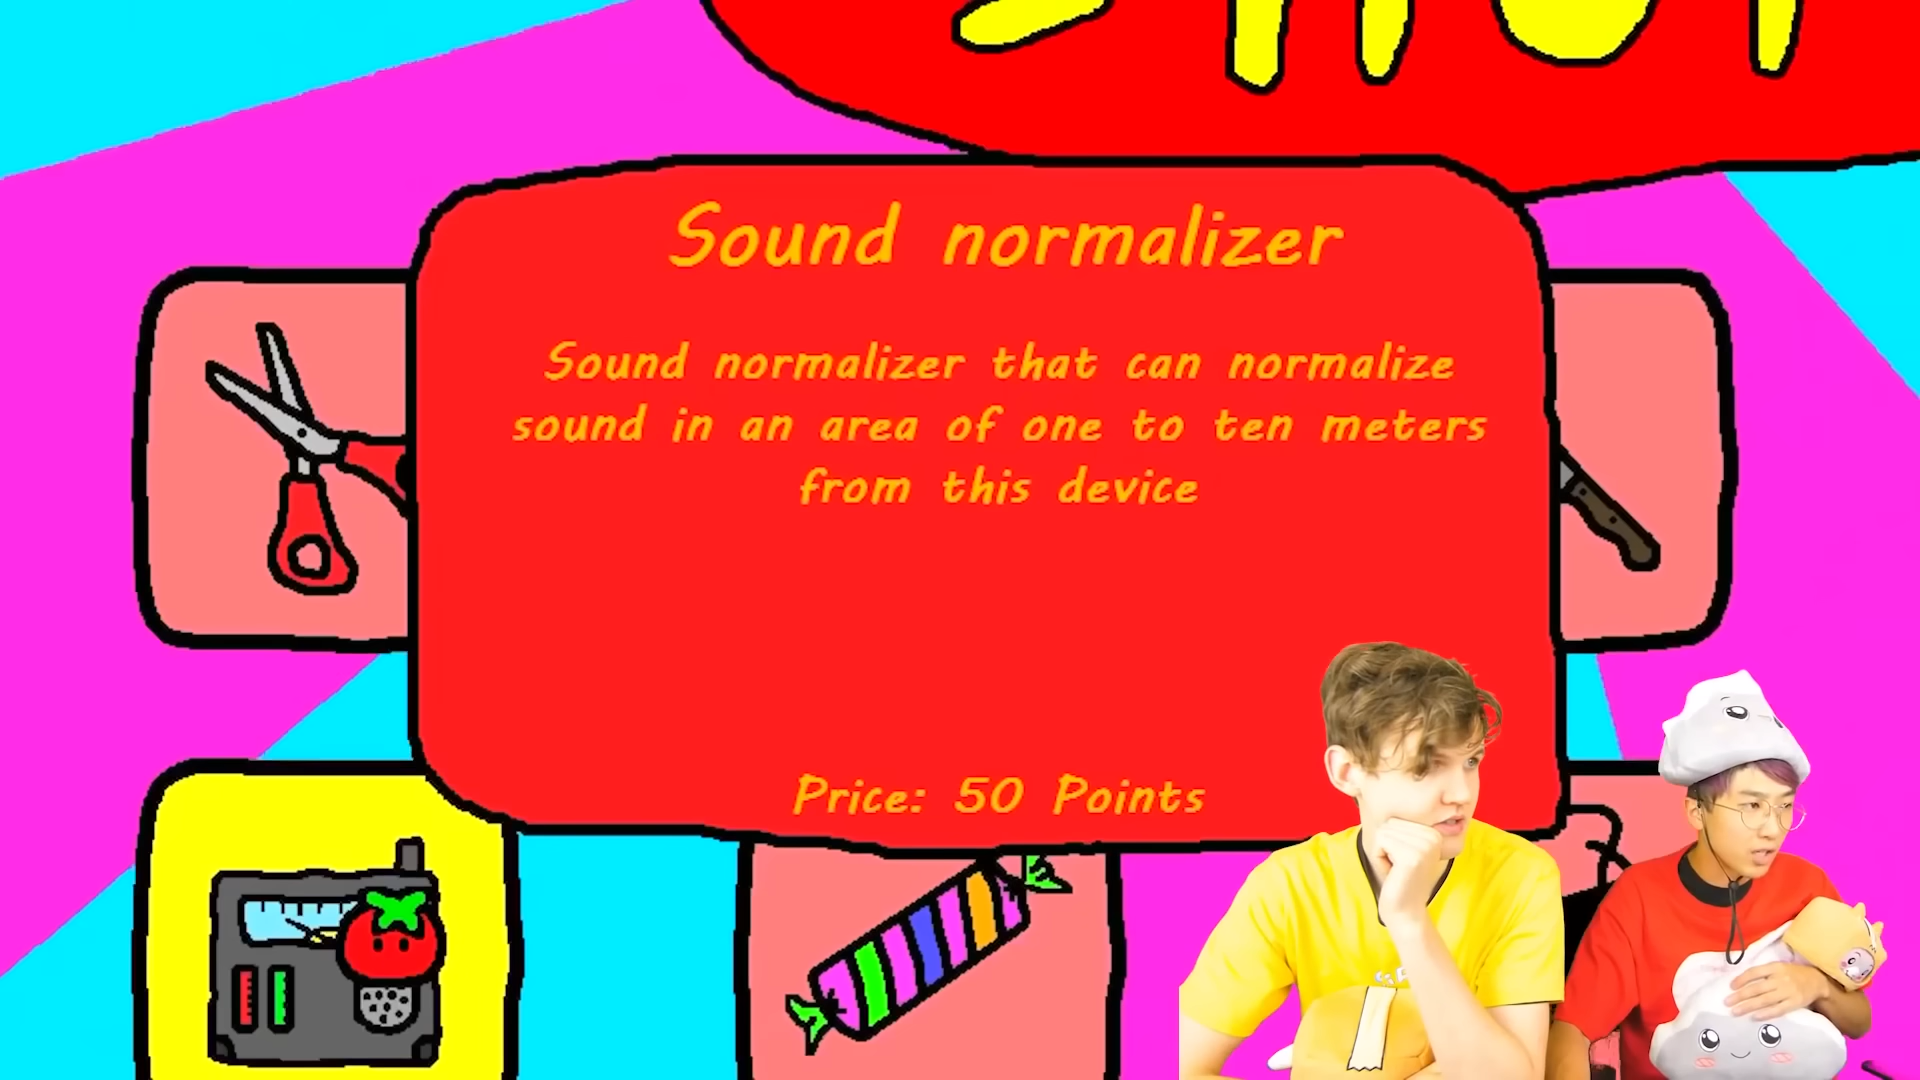 Sound normalizer
Sound normalizer that can normalize
sound in an area of one to ten meters
from this device
Price: 50 Points